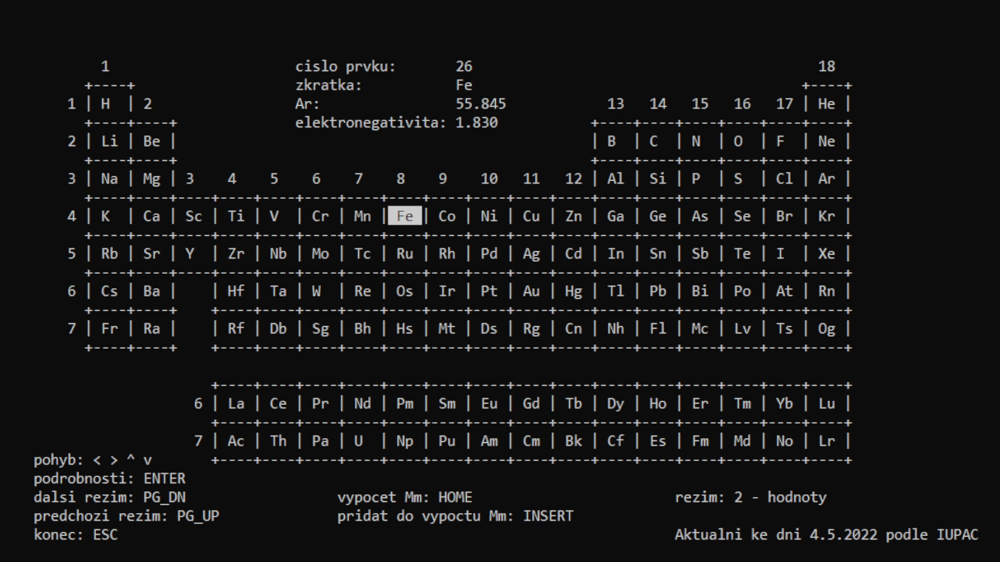 1                      cislo prvku:       26                                         18
   +----+                   zkratka:           Fe                                       +----+
 1 | H  | 2                 Ar:                55.845            13   14   15   16   17 | He |
   +----+----+              elektronegativita: 1.830           +----+----+----+----+----+----+
 2 | Li | Be |                                                 | B  | C  | N  | O  | F  | Ne |
   +----+----+                                                 +----+----+----+----+----+----+
 3 | Na | Mg | 3    4    5    6    7    8    9    10   11   12 | Al | Si | P  | S  | Cl | Ar |
   +----+----+----+----+----+----+----+----+----+----+----+----+----+----+----+----+----+----+
 4 | K  | Ca | Sc | Ti | V  | Cr | Mn | Fe | Co | Ni | Cu | Zn | Ga | Ge | As | Se | Br | Kr |
   +----+----+----+----+----+----+----+----+----+----+----+----+----+----+----+----+----+----+
 5 | Rb | Sr | Y  | Zr | Nb | Mo | Tc | Ru | Rh | Pd | Ag | Cd | In | Sn | Sb | Te | I  | Xe |
   +----+----+----+----+----+----+----+----+----+----+----+----+----+----+----+----+----+----+
 6 | Cs | Ba |    | Hf | Ta | W  | Re | Os | Ir | Pt | Au | Hg | Tl | Pb | Bi | Po | At | Rn |
   +----+----+    +----+----+----+----+----+----+----+----+----+----+----+----+----+----+----+
 7 | Fr | Ra |    | Rf | Db | Sg | Bh | Hs | Mt | Ds | Rg | Cn | Nh | Fl | Mc | Lv | Ts | Og |
   +----+----+    +----+----+----+----+----+----+----+----+----+----+----+----+----+----+----+
                  +----+----+----+----+----+----+----+----+----+----+----+----+----+----+----+
                6 | La | Ce | Pr | Nd | Pm | Sm | Eu | Gd | Tb | Dy | Ho | Er | Tm | Yb | Lu |
                  +----+----+----+----+----+----+----+----+----+----+----+----+----+----+----+
                7 | Ac | Th | Pa | U  | Np | Pu | Am | Cm | Bk | Cf | Es | Fm | Md | No | Lr |
pohyb: < > ^ v    +----+----+----+----+----+----+----+----+----+----+----+----+----+----+----+
podrobnosti: ENTER
dalsi rezim: PG_DN vypocet Mm: HOME rezim: 2 - hodnoty
predchozi rezim: PG_UP pridat do vypoctu Mm: INSERT
konec: ESC Aktualni ke dni 4.5.2022 podle IUPAC